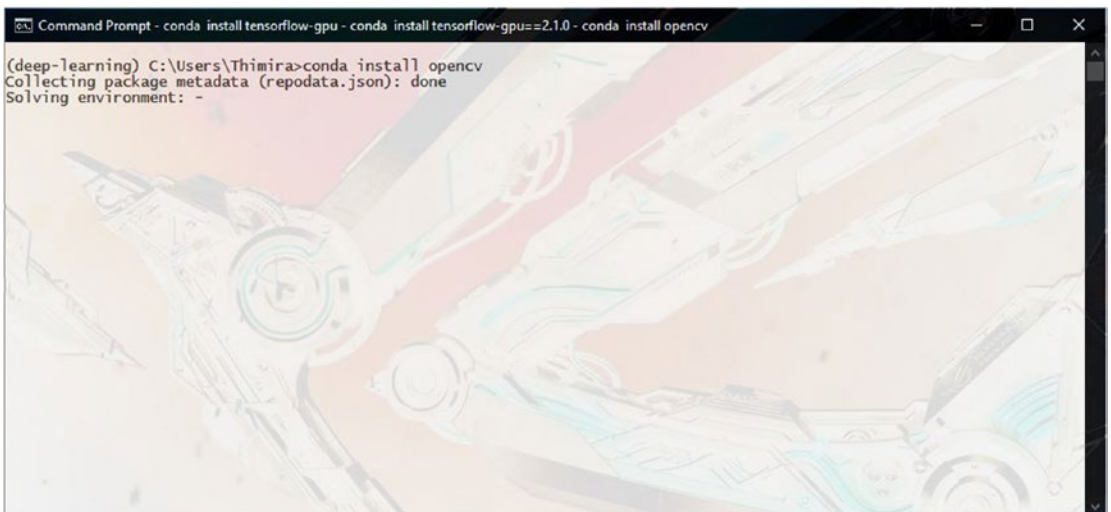 Command Prompt - conda install tensorflow-gpu - conda install tensorflow-gpu==2.1.0 - conda install opencv
(deep-learning) C:\Users\Thimira>conda install opencv
Collecting package metadata (repodata.json): done
Solving environment: -